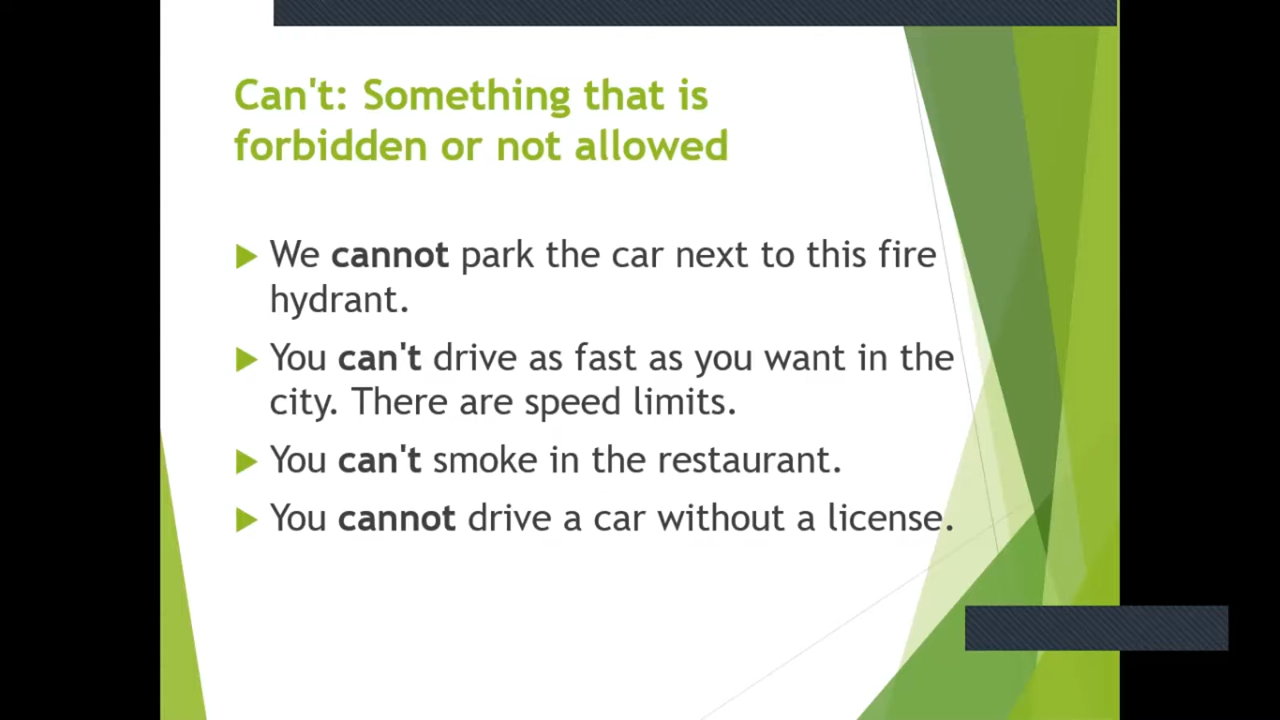 Can't: Something that is
forbidden or not allowed
We cannot park the car next to this fire
hydrant.
You can't drive as fast as you want in the
city. There are speed limits.
You can't smoke in the restaurant.
You cannot drive a car without a license.